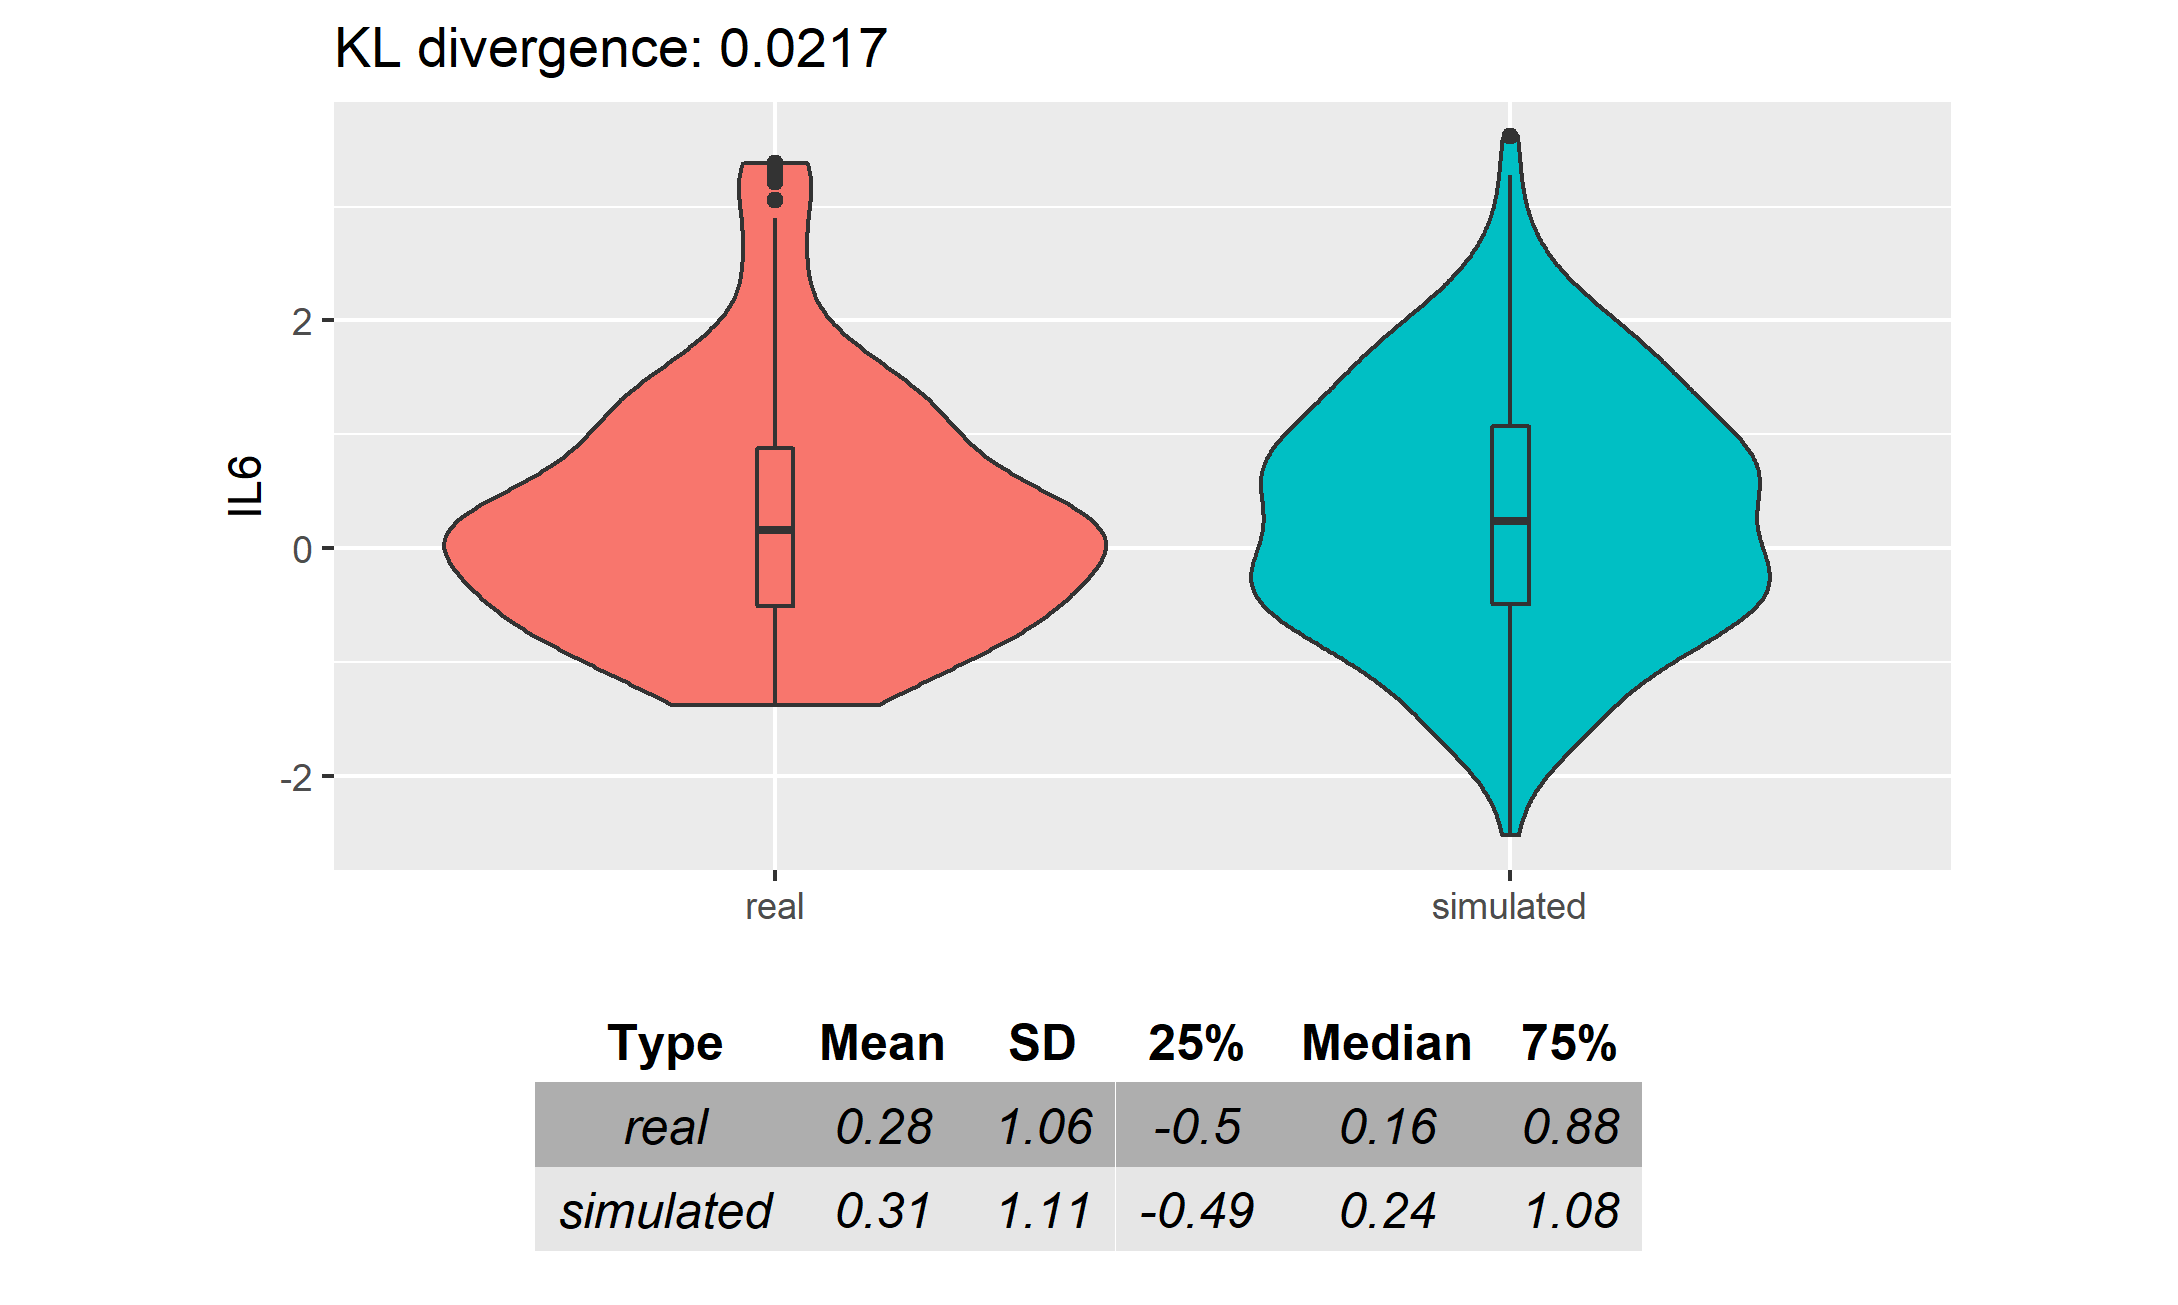 KL divergence: 0.0217
IL6
2
0
-2
real simulated
Type Mean SD 25% Median 75%
real 0.28 1.06 -0.5 0.16 0.88
simulated 0.31 1.11 -0.49 0.24 1.08